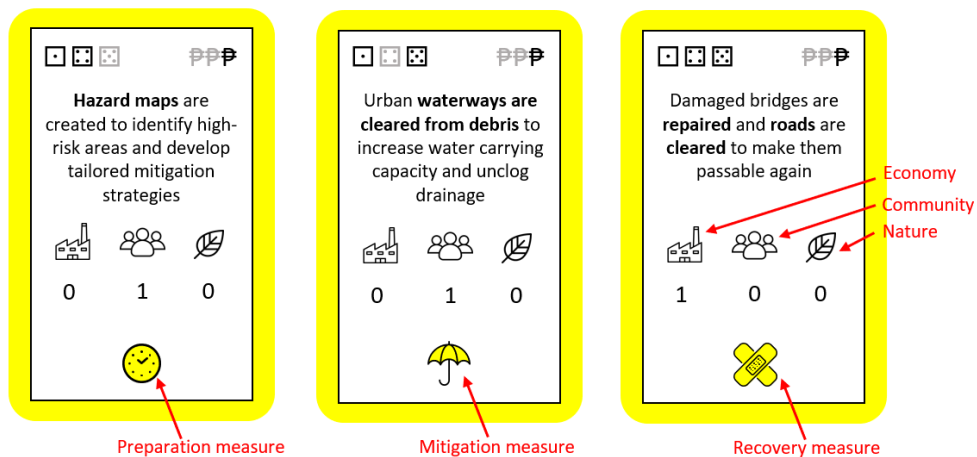 ₱₱₱
Hazard maps are
created to identify high-
risk areas and develop
tailored mitigation
strategies
0 1 0
Preparation measure
₱₱₱
Urban waterways are
cleared from debris to
increase water carrying
capacity and unclog
drainage
0 1 0
Mitigation measure
₱₱₱
Damaged bridges are
repaired and roads are
cleared to make them
passable again
Economy
Community
Nature
1 0 0
Recovery measure